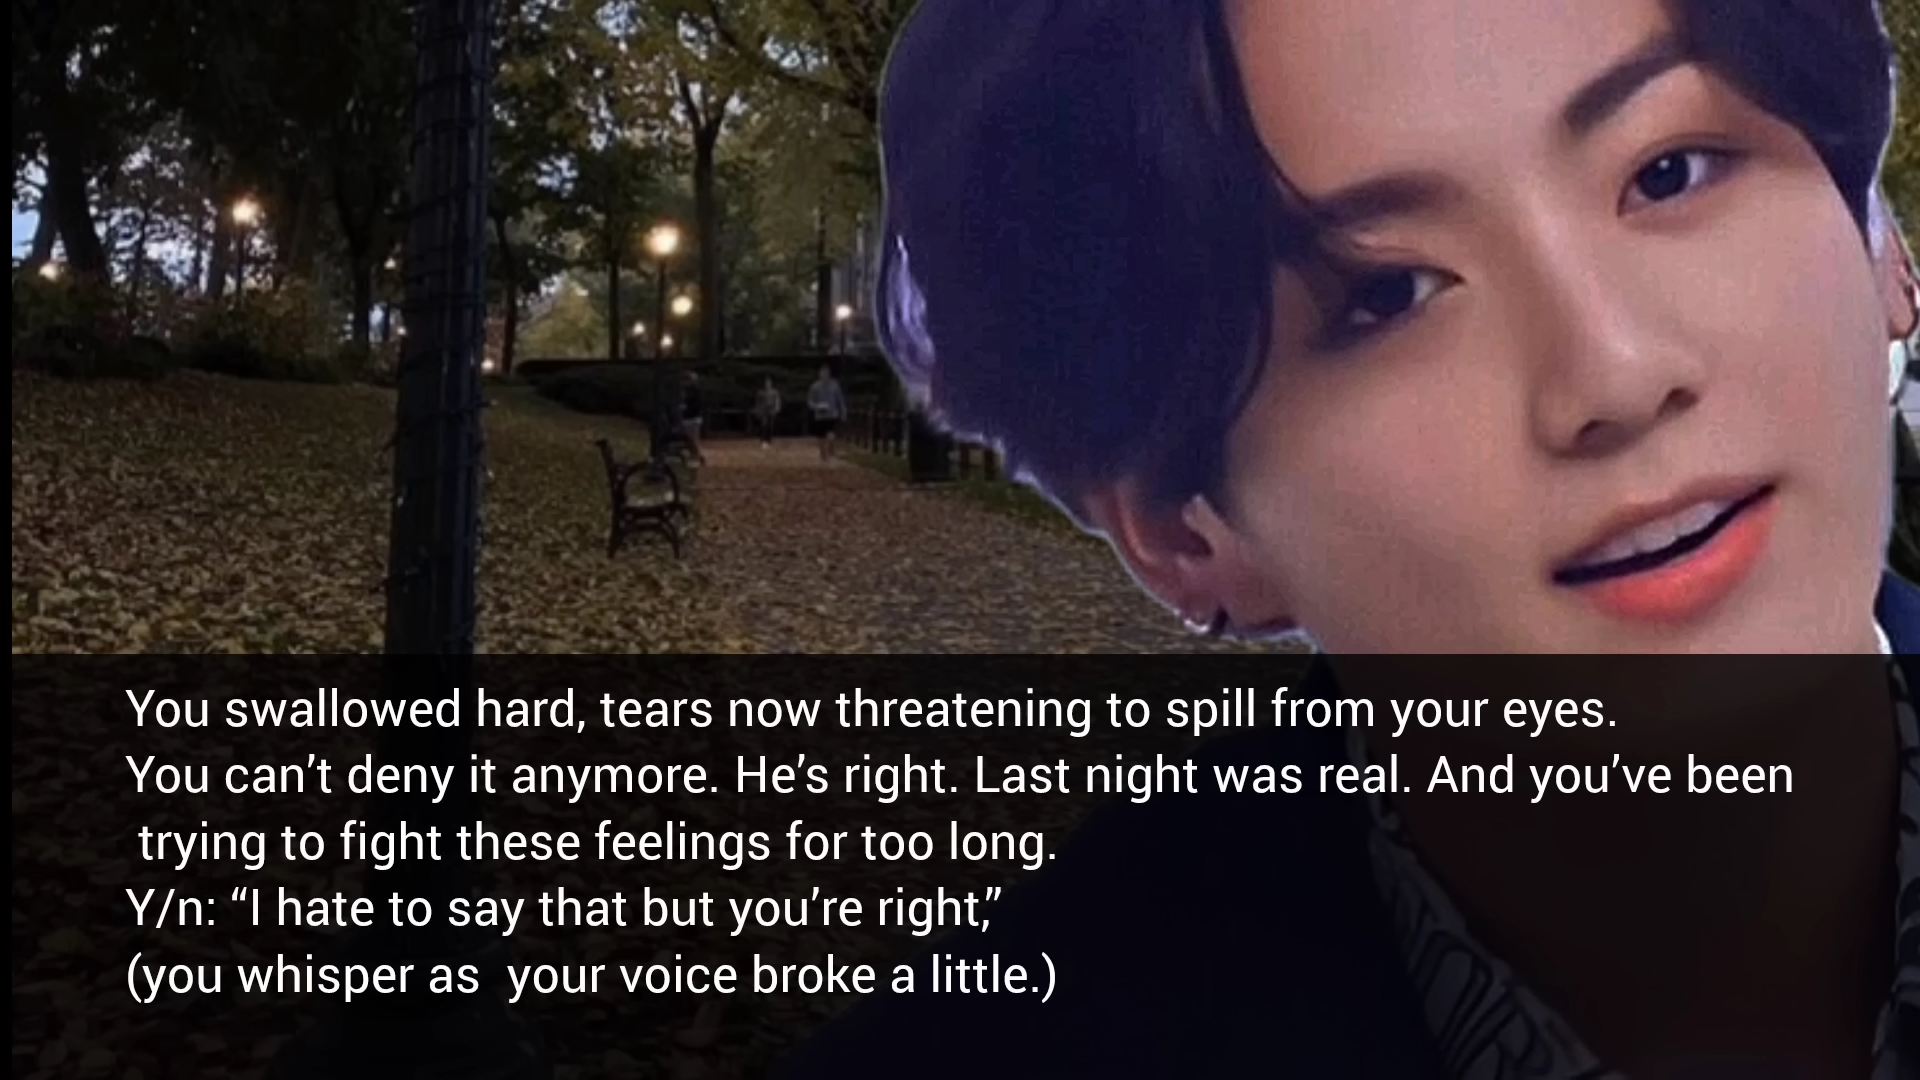 You swallowed hard, tears now threatening to spill from your eyes.
You can’t deny it anymore. He’s right. Last night was real. And you’ve been
trying to fight these feelings for too long.
Y/n: “I hate to say that but you’re right,”
(you whisper as  your voice broke a little.)